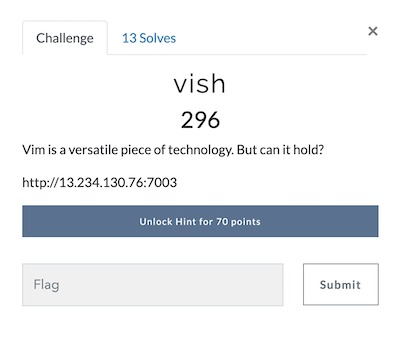 Challenge
13 Solves
×
vish
296
Vim is a versatile piece of technology. But can it hold?
http://13.234.130.76:7003
Unlock Hint for 70 points
Flag
Submit